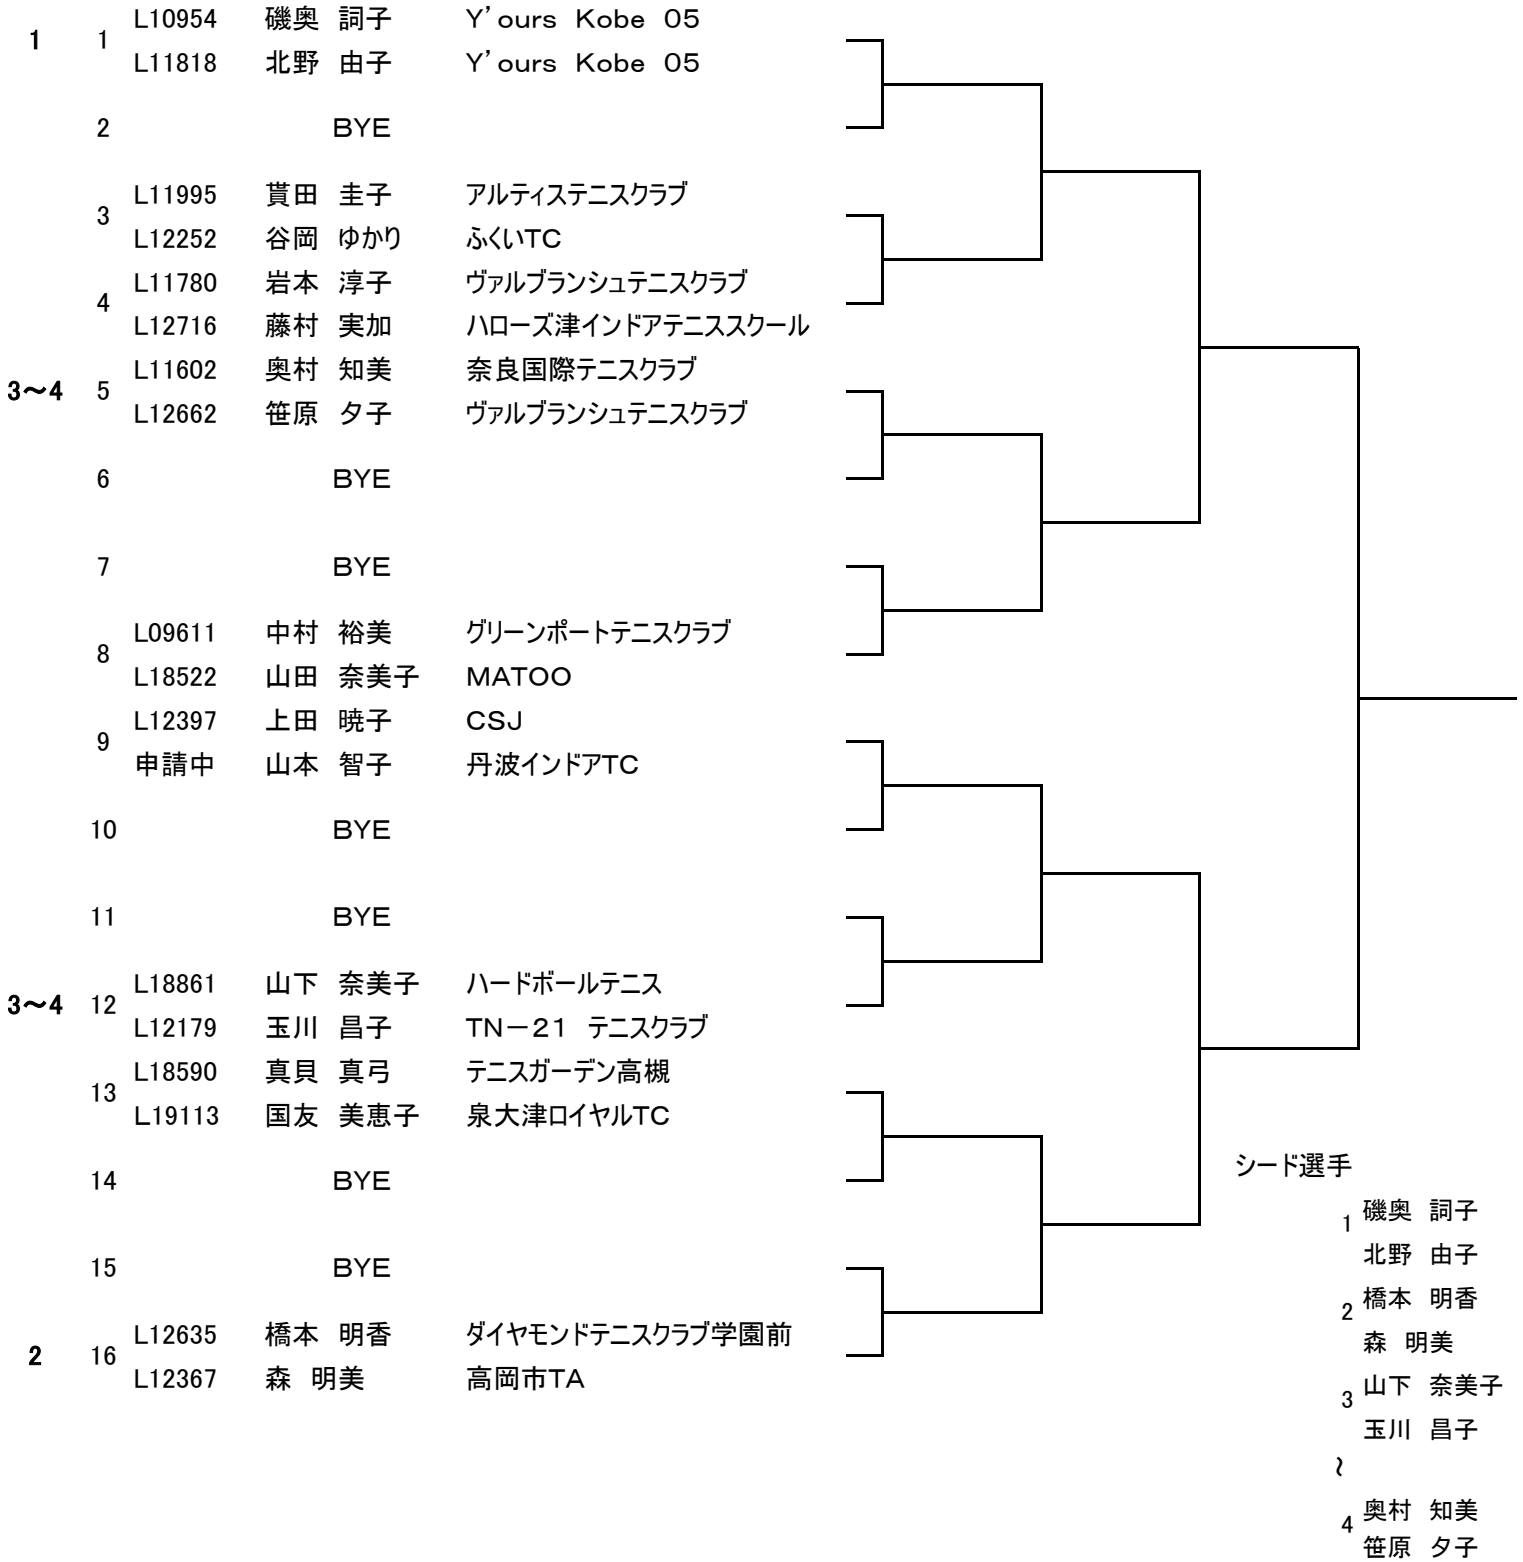 L10954 磯奥 詞子 Y’ours Kobe 05
1 1
L11818 北野 由子 Y’ours Kobe 05
2 BYE
L11995 貰田 圭子 アルティステニスクラブ
3
L12252 谷岡 ゆかり ふくいTC
L11780 岩本 淳子 ヴァルブランシュテニスクラブ
4
L12716 藤村 実加 ハローズ津インドアテニススクール
L11602 奥村 知美 奈良国際テニスクラブ
3～4 5
L12662 笹原 夕子 ヴァルブランシュテニスクラブ
6 BYE
7 BYE
L09611 中村 裕美 グリーンポートテニスクラブ
8
L18522 山田 奈美子 MATOO
L12397 上田 暁子 CSJ
9
申請中 山本 智子 丹波インドアTC
10 BYE
11 BYE
L18861 山下 奈美子 ハードボールテニス
3～4 12
L12179 玉川 昌子 TN－21 テニスクラブ
L18590 真貝 真弓 テニスガーデン高槻
13
L19113 国友 美恵子 泉大津ロイヤルTC
14 BYE
15 BYE
L12635 橋本 明香 ダイヤモンドテニスクラブ学園前
2 16
L12367 森 明美 高岡市TA
シード選手
1 磯奥 詞子
北野 由子
2 橋本 明香
森 明美
3 山下 奈美子
玉川 昌子
～
4 奥村 知美
笹原 夕子